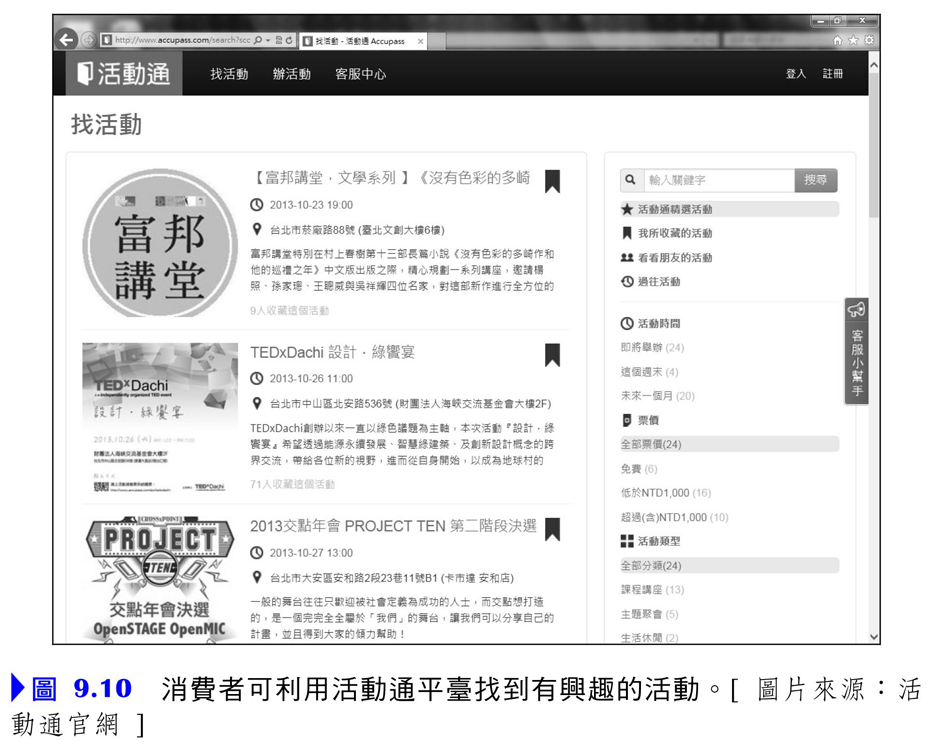 http://www.accupass.com/search?scc
找活動 - 活動通 Accupass
活動通
找活動
辦活動
客服中心
登入
註冊
找活動
富邦
講堂
【富邦講堂．文學系列 】《沒有色彩的多崎
2013-10-23 19:00
台北市菸廠路88號 (臺北文創大樓6樓)
富邦講堂特別在村上春樹第十三部長篇小說《沒有色彩的多崎作和
他的巡禮之年》中文版出版之際，精心規劃一系列講座，邀請楊
照、孫家璁、王聰威與吳祥輝四位名家，對這部新作進行全方位的
9人收藏這個活動
TEDxDachi
x=independently organized TED event
設計．綠饗宴
2013.10.26
財團法人海峽交流基金會大樓2F
TEDxDachi 設計．綠饗宴
2013-10-26 11:00
台北市中山區北安路536號 (財團法人海峽交流基金會大樓2F)
TEDxDachi創辦以來一直以綠色議題為主軸，本次活動『設計．綠
饗宴』希望透過能源永續發展、智慧綠建築、及創新設計概念的跨
界交流，帶給各位新的視野，進而從自身開始，以成為地球村的
71人收藏這個活動
CROSSxPOINT
PROJECT
TEN
交點年會決選
OpenSTAGE OpenMIC
2013交點年會 PROJECT TEN 第二階段決選
2013-10-27 13:00
台北市大安區安和路2段23巷11號B1 (卡市達 安和店)
一般的舞台往往只歡迎被社會定義為成功的人士，而交點想打造
的，是一個完完全全屬於「我們」的舞台，讓我們可以分享自己的
計畫，並且得到大家的傾力幫助！
輸入關鍵字
搜尋
活動通精選活動
我所收藏的活動
看看朋友的活動
過往活動
活動時間
即將舉辦 (24)
這個週末 (4)
未來一個月 (20)
票價
全部票價(24)
免費 (6)
低於NTD1,000 (16)
超過(含)NTD1,000 (10)
活動類型
全部分類(24)
課程講座 (13)
主題聚會 (5)
生活休閒 (2)
客服小幫手
圖 9.10 消費者可利用活動通平臺找到有興趣的活動。[ 圖片來源：活
動通官網 ]